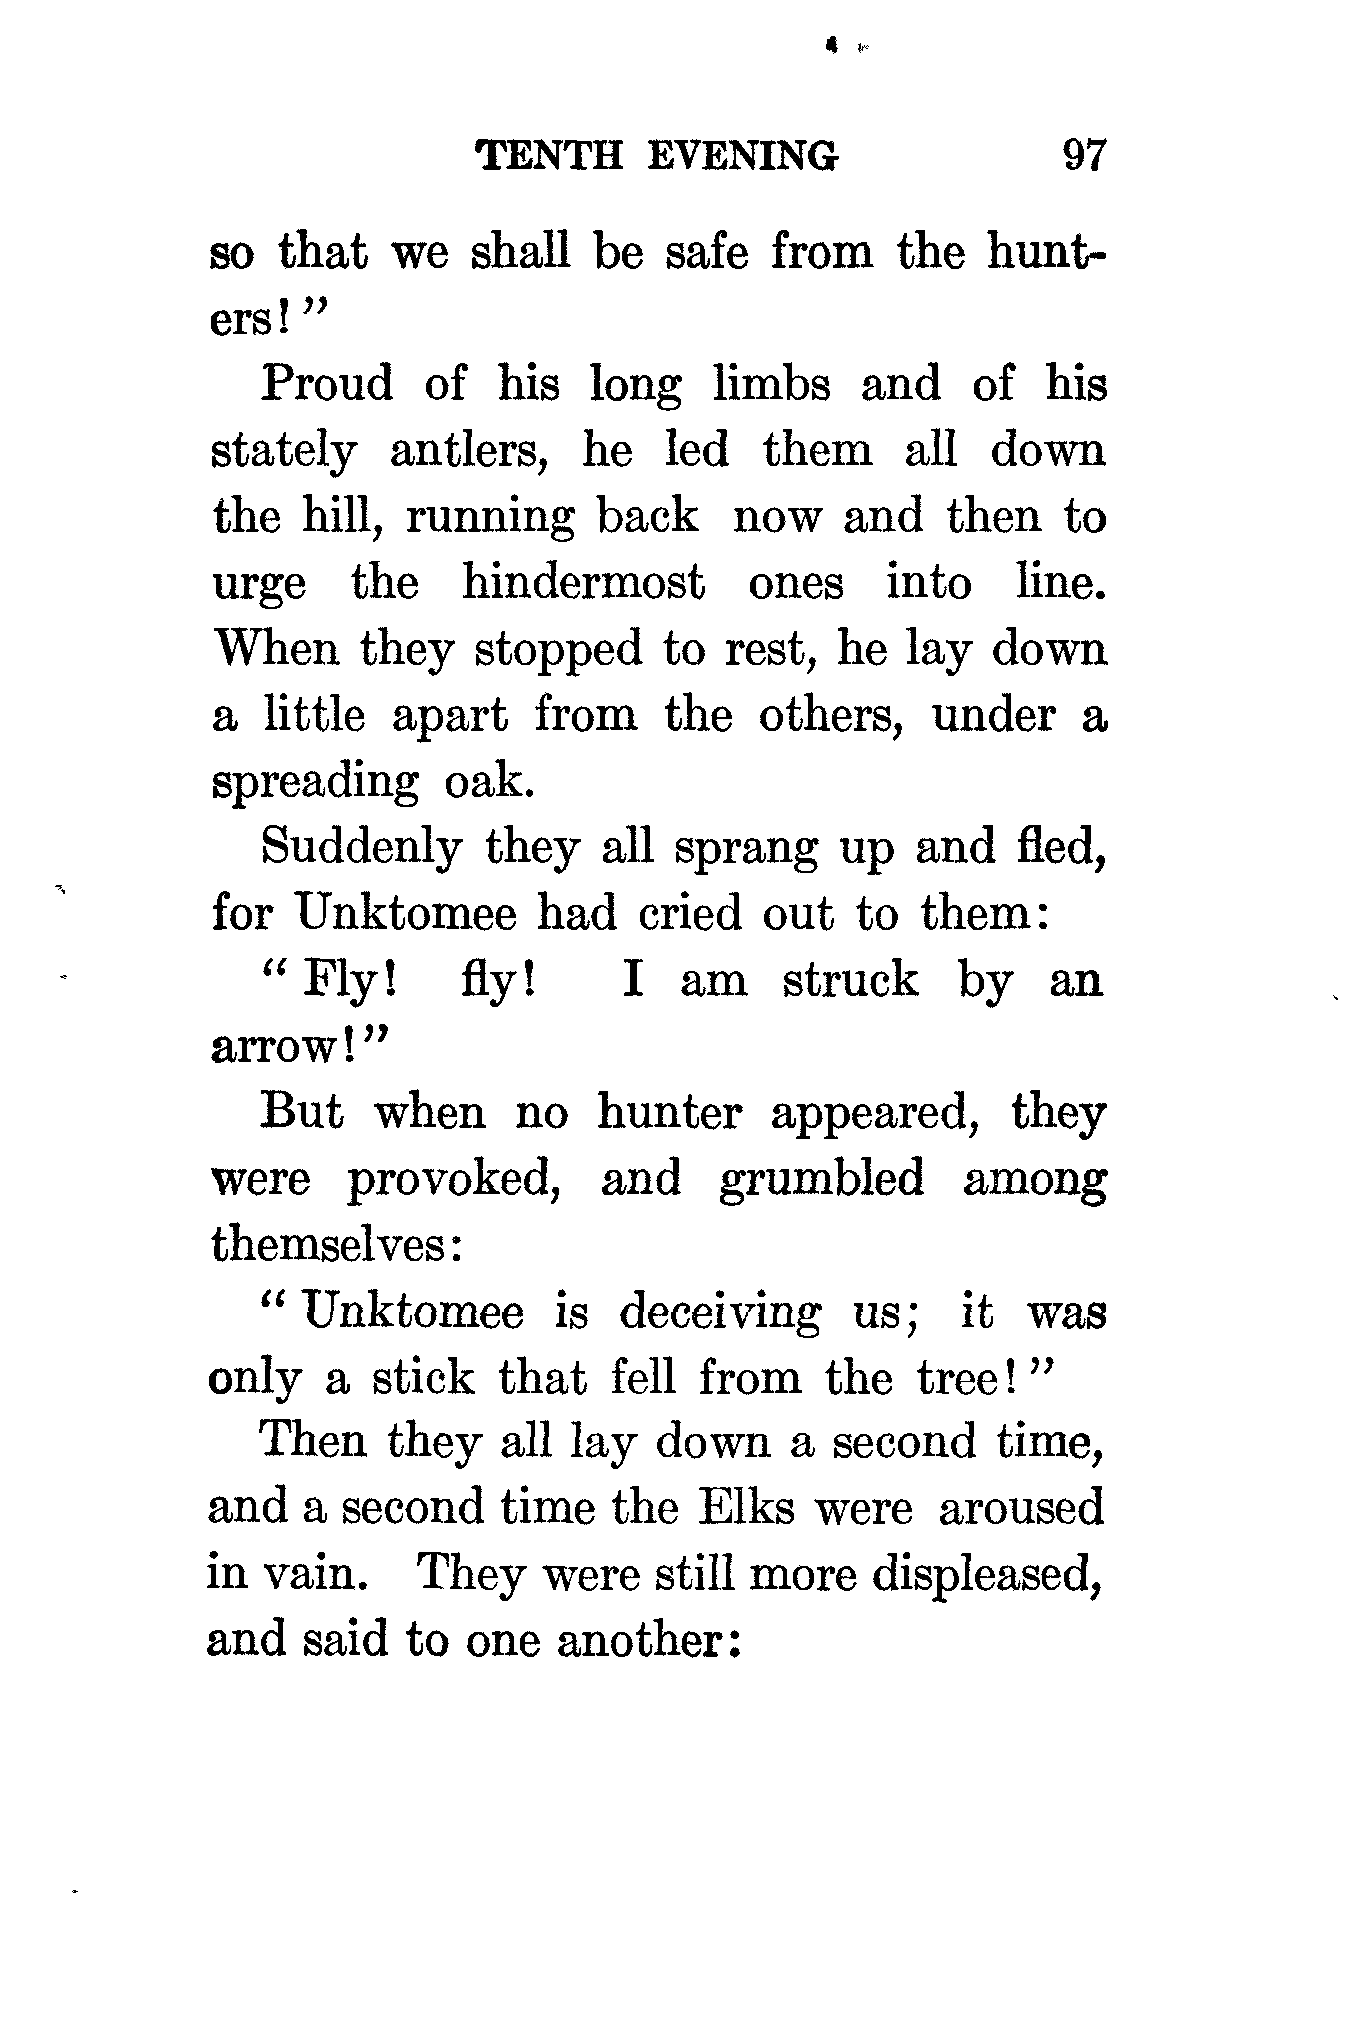 TENTH EVENING 97
so that we shall be safe from the hunt-
ers!"
Proud of his long limbs and of his
stately antlers, he led them all down
the hill, running back now and then to
urge the hindermost ones into line.
When they stopped to rest, he lay down
a little apart from the others, under a
spreading oak.
Suddenly they all sprang up and fled,
for Unktomee had cried out to them:
"Fly! fly! I am struck by an
arrow!"
But when no hunter appeared, they
were provoked, and grumbled among
themselves:
"Unktomee is deceiving us; it was
only a stick that fell from the tree!"
Then they all lay down a second time,
and a second time the Elks were aroused
in vain. They were still more displeased,
and said to one another: